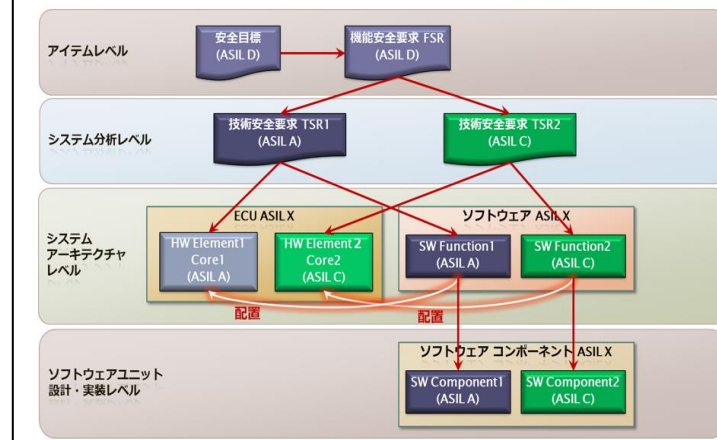 アイテムレベル
安全目標
(ASIL D)
機能安全要求 FSR
(ASIL D)
システム分析レベル
技術安全要求 TSR1
(ASIL A)
技術安全要求 TSR2
(ASIL C)
システム
アーキテクチャ
レベル
ECU ASIL X
HW Element1
Core1
(ASIL A)
HW Element 2
Core2
(ASIL C)
ソフトウェア ASIL X
SW Function1
(ASIL A)
SW Function2
(ASIL C)
配置
配置
ソフトウェアユニット
設計・実装レベル
ソフトウェア コンポーネント ASIL X
SW Component1
(ASIL A)
SW Component2
(ASIL C)